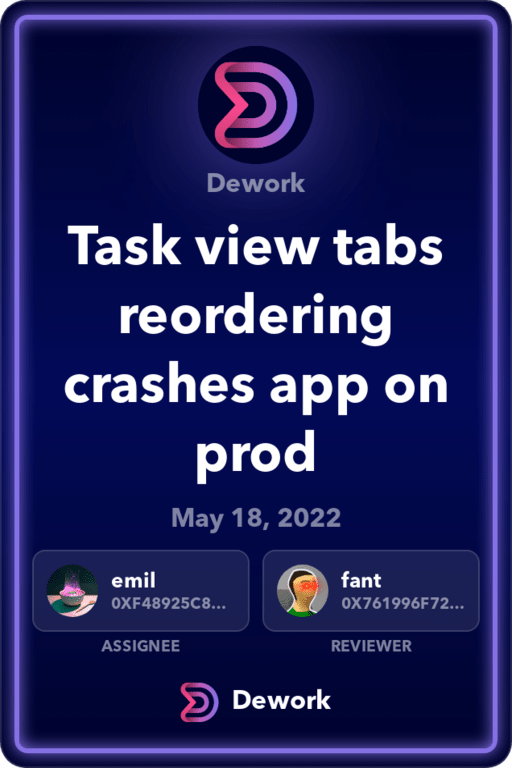 Dework
Task view tabs
reordering
crashes app on
prod
May 18, 2022
emil
0XF48925C8...
fant
0X761996F72...
ASSIGNEE
REVIEWER
Dework